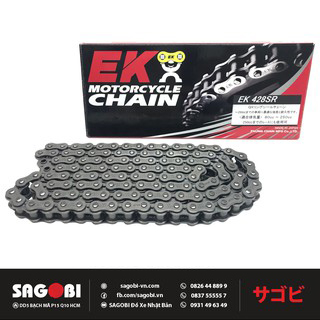 EK
MOTORCYCLE
CHAIN
EK 428SR
SAGOBI
DD5 BẠCH MÃ P15 Q10 HCM
sagobi-vn.com
fb.com/sagobi.vn
SAGOBI Đồ Xe Nhật Bản
0826 44 889 9
0837 55555 7
0931 49 63 49
サゴビ